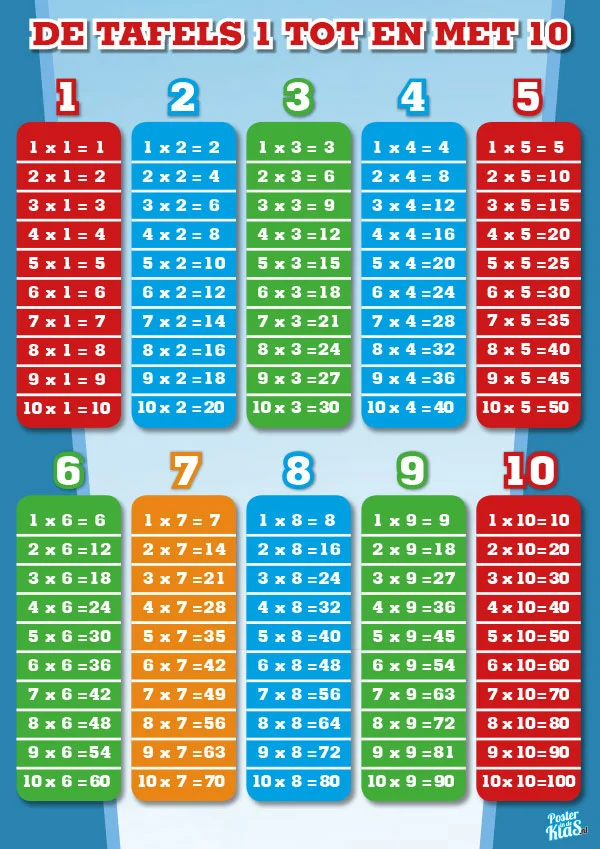 DE TAFELS 1 TOT EN MET 10
1
1 x 1 = 1
2 x 1 = 2
3 x 1 = 3
4 x 1 = 4
5 x 1 = 5
6 x 1 = 6
7 x 1 = 7
8 x 1 = 8
9 x 1 = 9
10 x 1 = 10
2
1 x 2 = 2
2 x 2 = 4
3 x 2 = 6
4 x 2 = 8
5 x 2 =10
6 x 2 =12
7 x 2 =14
8 x 2 =16
9 x 2 =18
10 x 2 =20
3
1 x 3 = 3
2 x 3 = 6
3 x 3 = 9
4 x 3 =12
5 x 3 =15
6 x 3 =18
7 x 3 =21
8 x 3 =24
9 x 3 =27
10 x 3 =30
4
1 x 4 = 4
2 x 4 = 8
3 x 4 =12
4 x 4 =16
5 x 4 =20
6 x 4 =24
7 x 4 =28
8 x 4 =32
9 x 4 =36
10 x 4 =40
5
1 x 5 = 5
2 x 5 =10
3 x 5 =15
4 x 5 =20
5 x 5 =25
6 x 5 =30
7 x 5 =35
8 x 5 =40
9 x 5 =45
10 x 5 =50
6
1 x 6 = 6
2 x 6 =12
3 x 6 =18
4 x 6 =24
5 x 6 =30
6 x 6 =36
7 x 6 =42
8 x 6 =48
9 x 6 =54
10 x 6 =60
7
1 x 7 = 7
2 x 7 =14
3 x 7 =21
4 x 7 =28
5 x 7 =35
6 x 7 =42
7 x 7 =49
8 x 7 =56
9 x 7 =63
10 x 7 =70
8
1 x 8 = 8
2 x 8 =16
3 x 8 =24
4 x 8 =32
5 x 8 =40
6 x 8 =48
7 x 8 =56
8 x 8 =64
9 x 8 =72
10 x 8 =80
9
1 x 9 = 9
2 x 9 =18
3 x 9 =27
4 x 9 =36
5 x 9 =45
6 x 9 =54
7 x 9 =63
8 x 9 =72
9 x 9 =81
10 x 9 =90
10
1 x 10=10
2 x 10=20
3 x 10=30
4 x 10=40
5 x 10=50
6 x 10=60
7 x 10=70
8 x 10=80
9 x 10=90
10 x 10=100
Poster
in de
Klas.nl